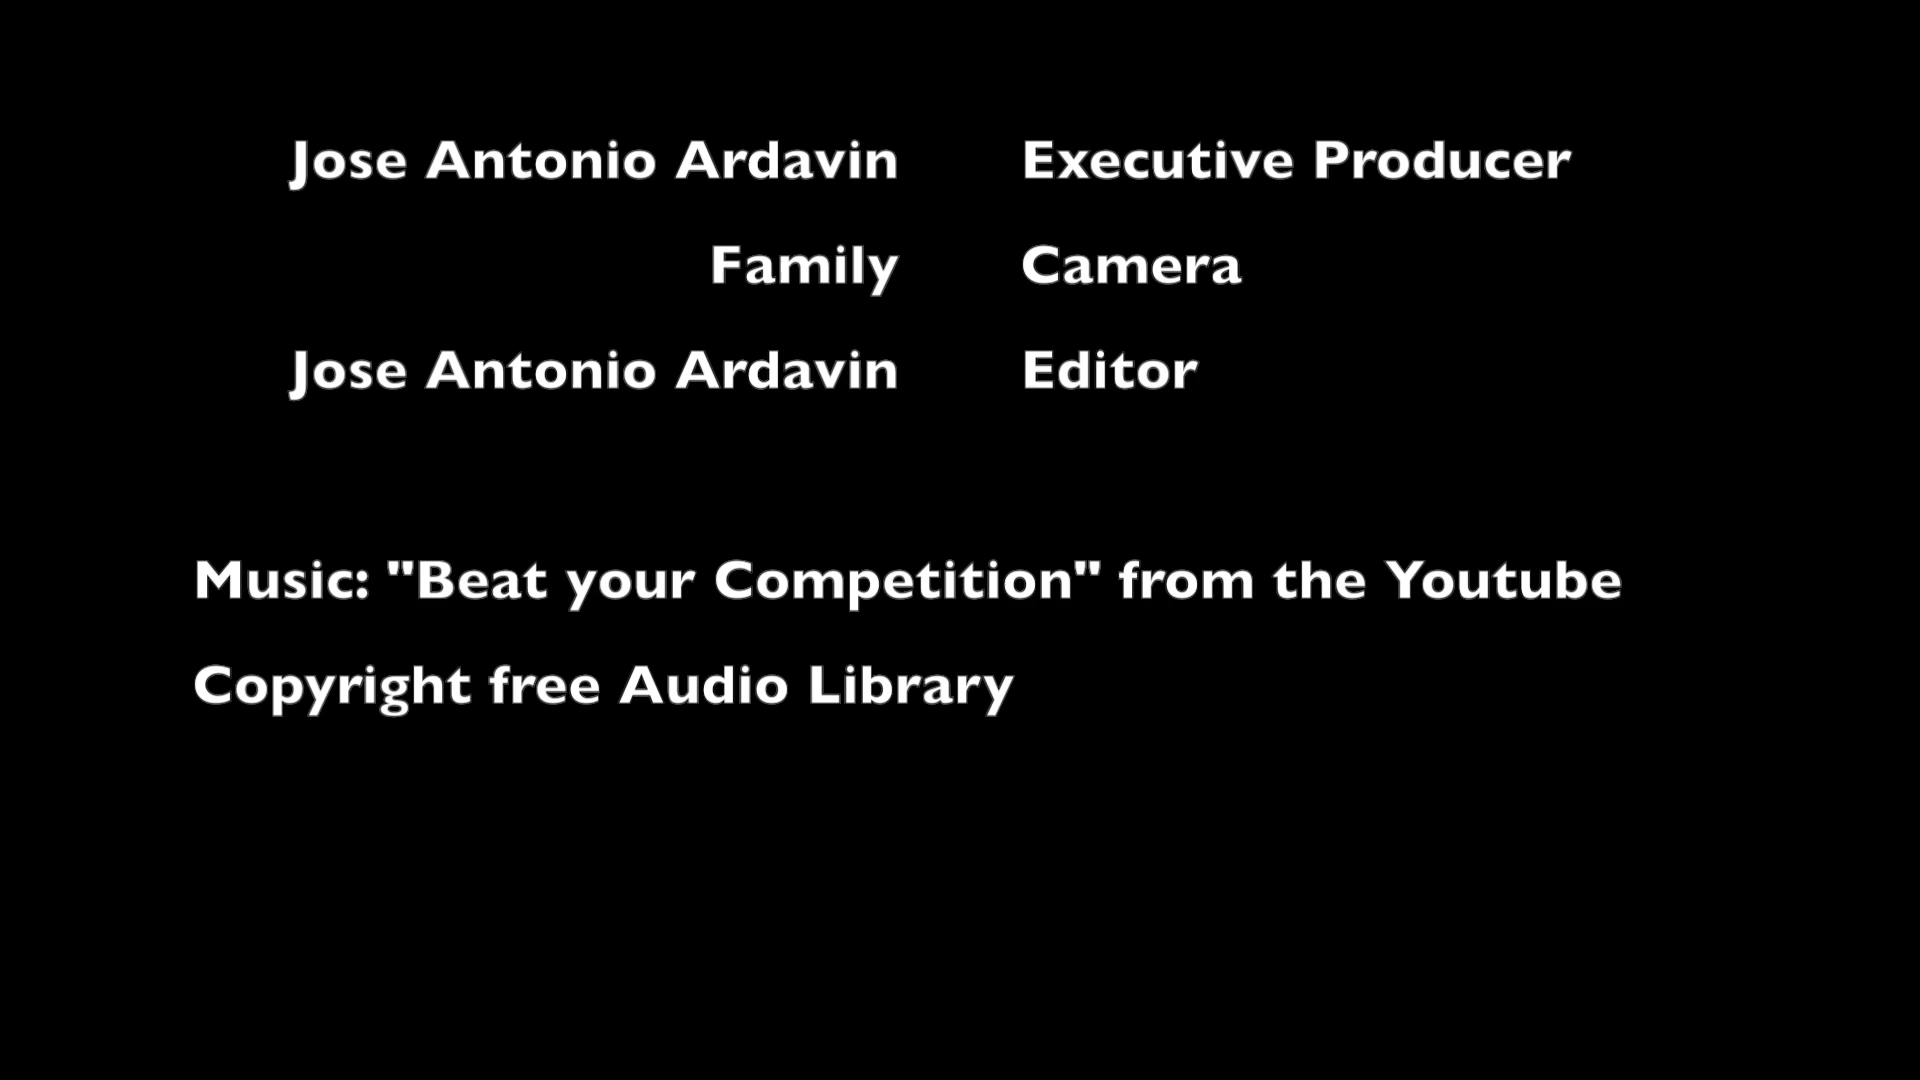 Jose Antonio Ardavin Executive Producer
Family Camera
Jose Antonio Ardavin Editor
Music: "Beat your Competition" from the Youtube
Copyright free Audio Library